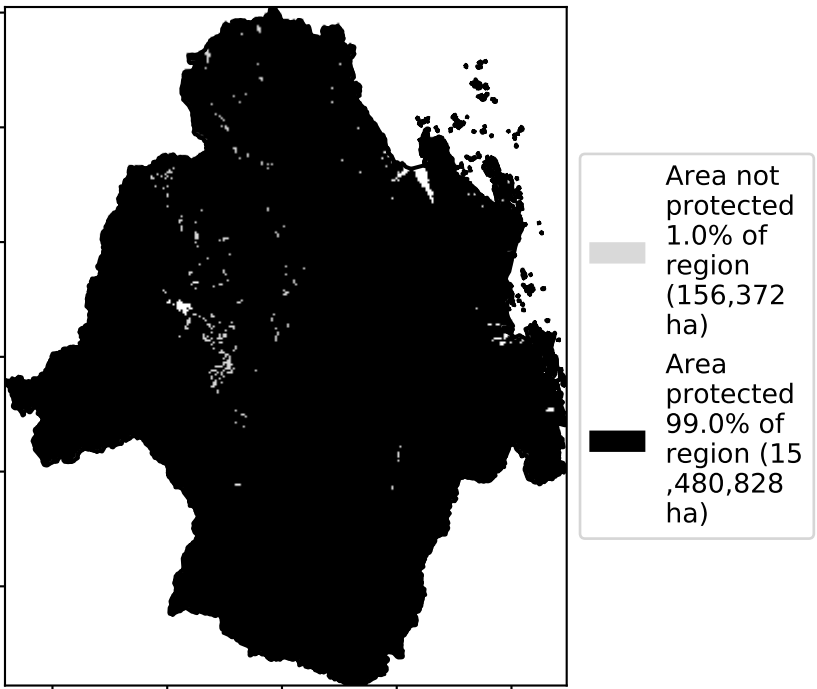 Area not
protected
1.0% of
region
(156,372
ha)
Area
protected
99.0% of
region (15
,480,828
ha)